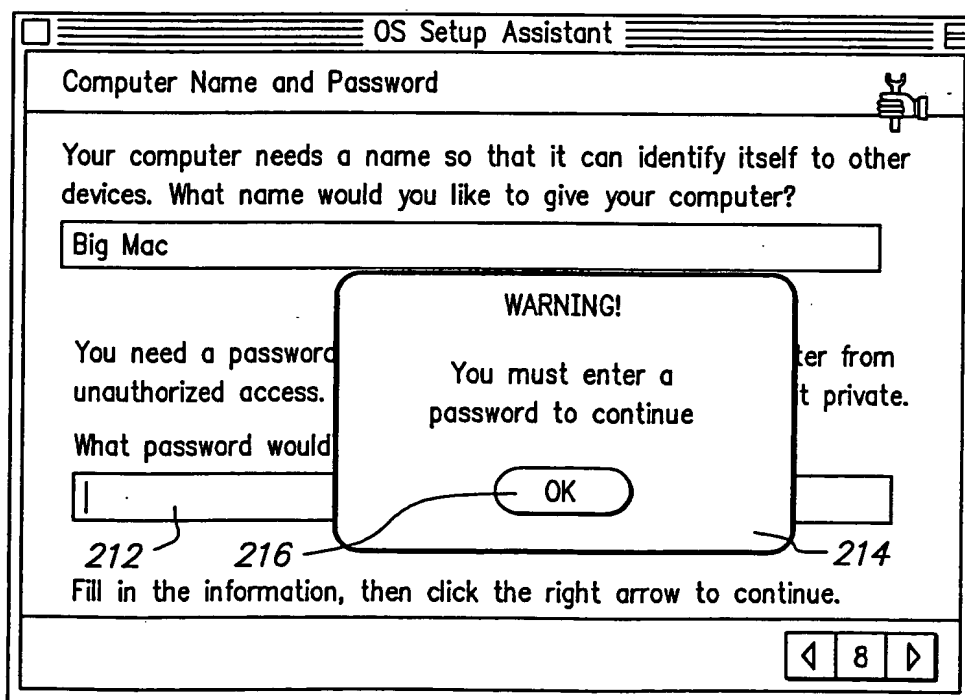 OS Setup Assistant
Computer Name and Password
Your computer needs a name so that it can identify itself to other
devices. What name would you like to give your computer?
Big Mac
WARNING!
You must enter a
password to continue
OK
You need a password ter from
unauthorized access. t private.
What password would
212 216 214
Fill in the information, then click the right arrow to continue.
8